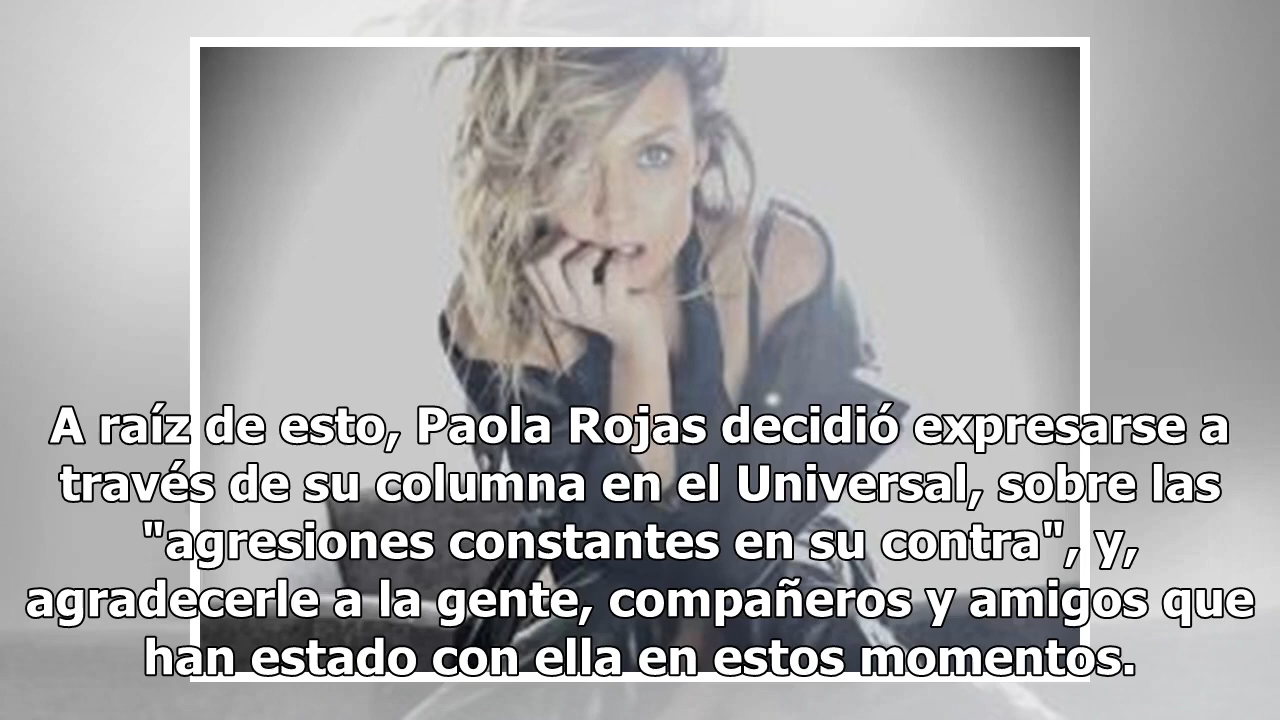 A raíz de esto, Paola Rojas decidió expresarse a
través de su columna en el Universal, sobre las
"agresiones constantes en su contra", y,
agradecerle a la gente, compañeros y amigos que
han estado con ella en estos momentos.